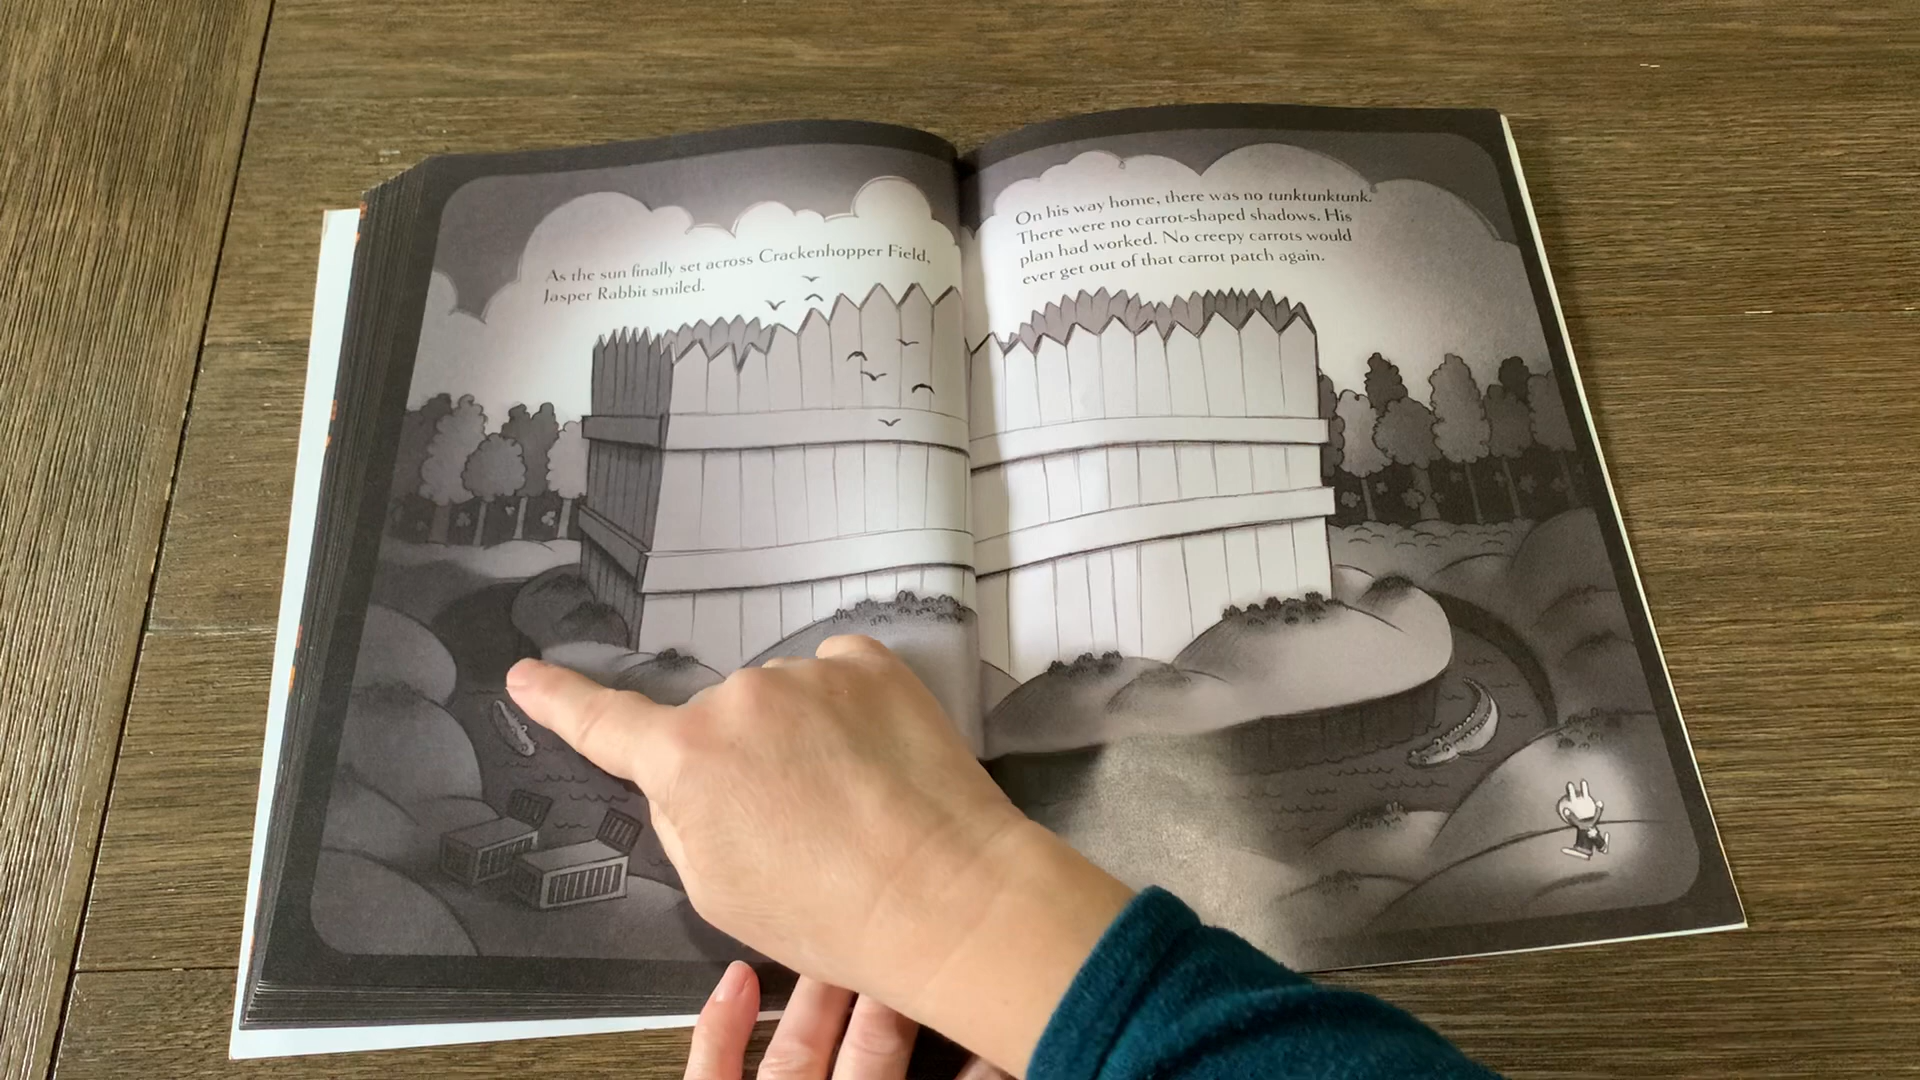 As the sun finally set across Crackenhopper Field,
Jasper Rabbit smiled.
On his way home, there was no tunktunktunk.
There were no carrot-shaped shadows. His
plan had worked. No creepy carrots would
ever get out of that carrot patch again.